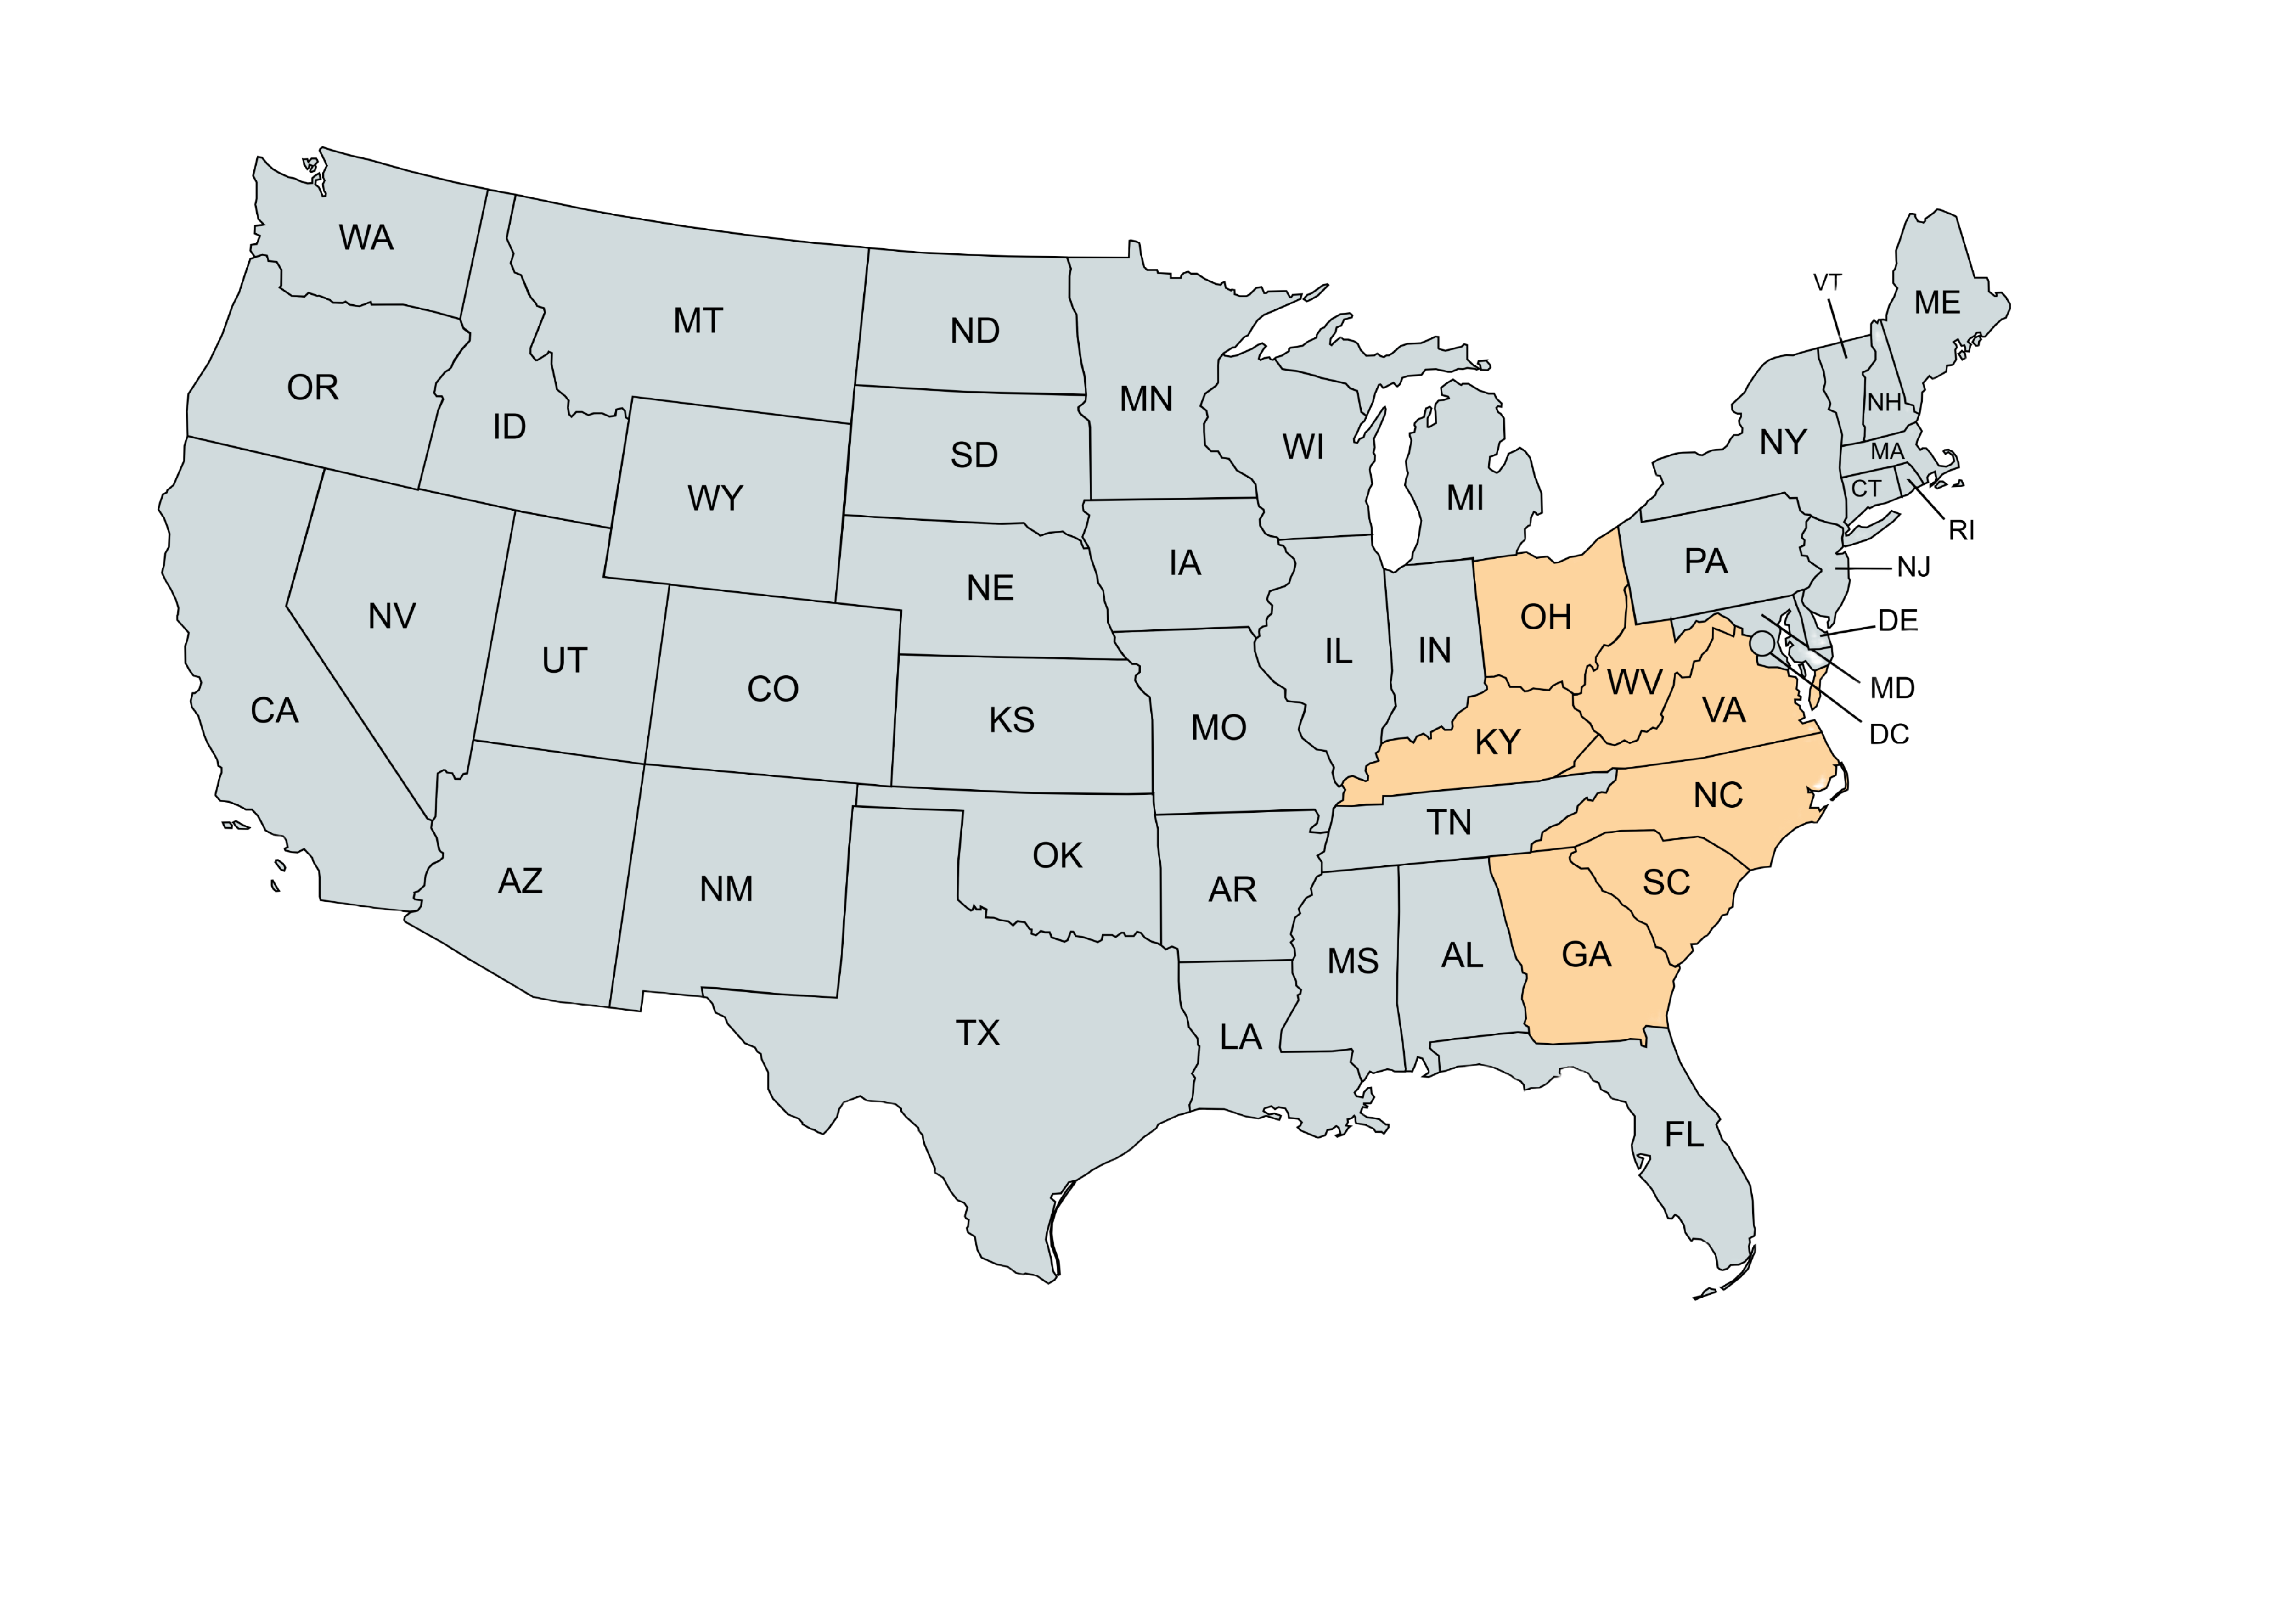 WA
VT
ME
MT
ND
OR
MN
NH
ID
NY
WI
MA
SD
CT
WY
MI
RI
PA
IA
NJ
NE
OH
NV
DE
IL
IN
UT
WV
CO
MD
CA
VA
KS
MO
DC
KY
NC
TN
OK
AZ
NM
AR
SC
GA
MS
AL
TX
LA
FL